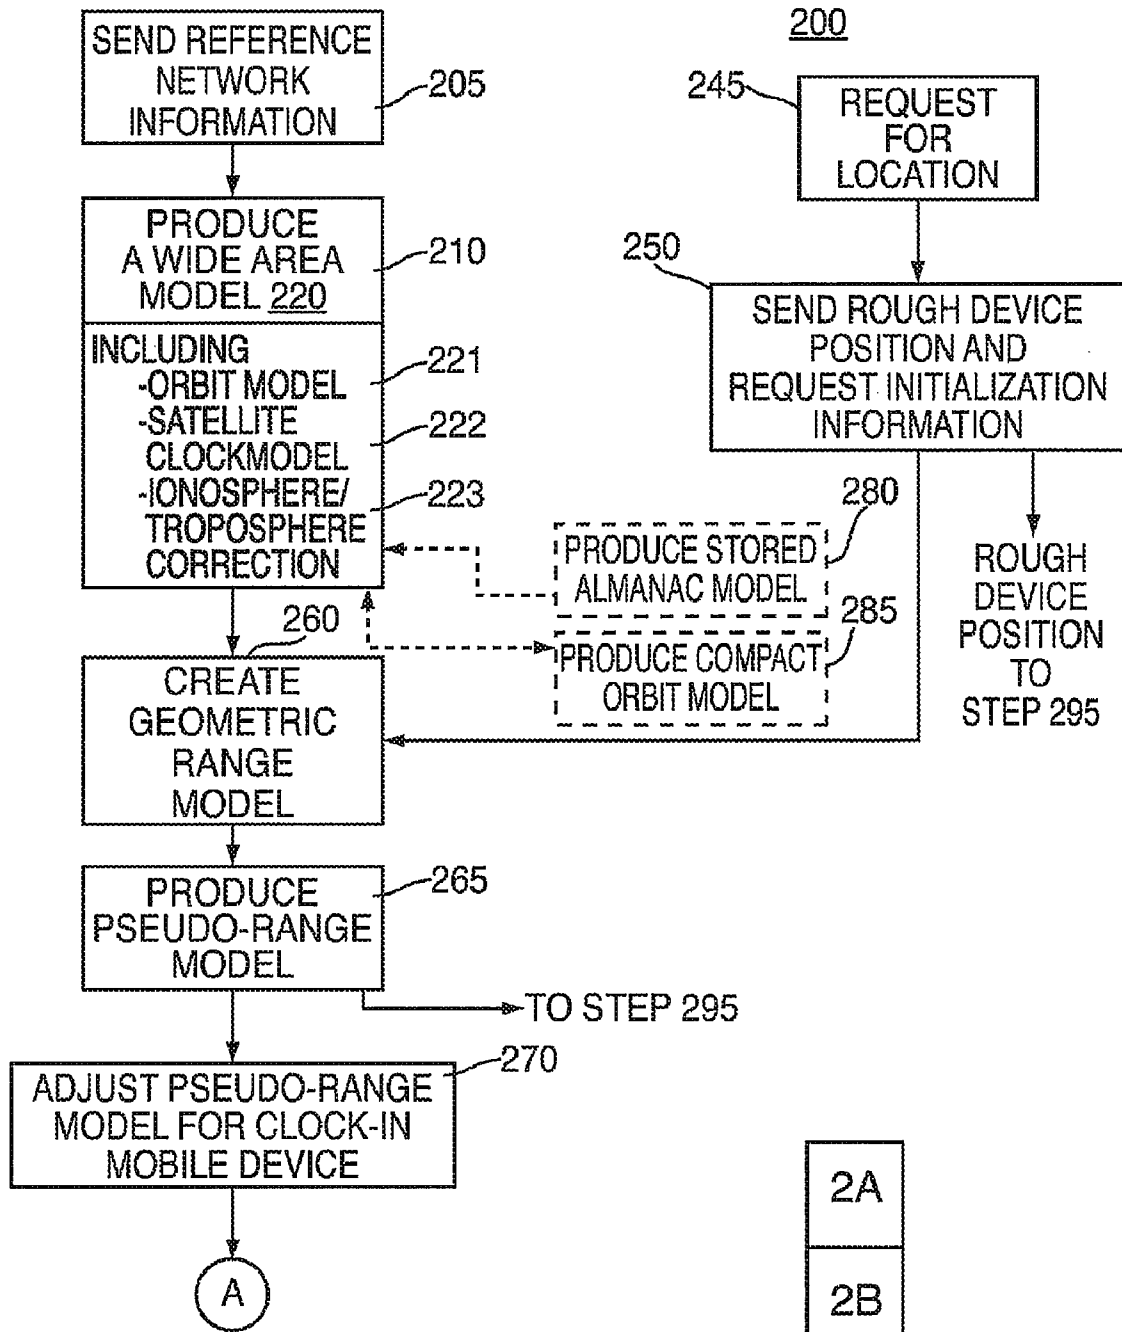 200
SEND REFERENCE
NETWORK
INFORMATION
205
PRODUCE
A WIDE AREA
MODEL 220
210
INCLUDING
-ORBIT MODEL
-SATELLITE
CLOCKMODEL
-IONOSPHERE/
TROPOSPHERE
CORRECTION
221
222
223
245
REQUEST
FOR
LOCATION
250
SEND ROUGH DEVICE
POSITION AND
REQUEST INITIALIZATION
INFORMATION
280
PRODUCE STORED
ALMANAC MODEL
285
PRODUCE COMPACT
ORBIT MODEL
ROUGH
DEVICE
POSITION
TO
STEP 295
260
CREATE
GEOMETRIC
RANGE
MODEL
PRODUCE
PSEUDO-RANGE
MODEL
265
TO STEP 295
270
ADJUST PSEUDO-RANGE
MODEL FOR CLOCK-IN
MOBILE DEVICE
A
2A
2B